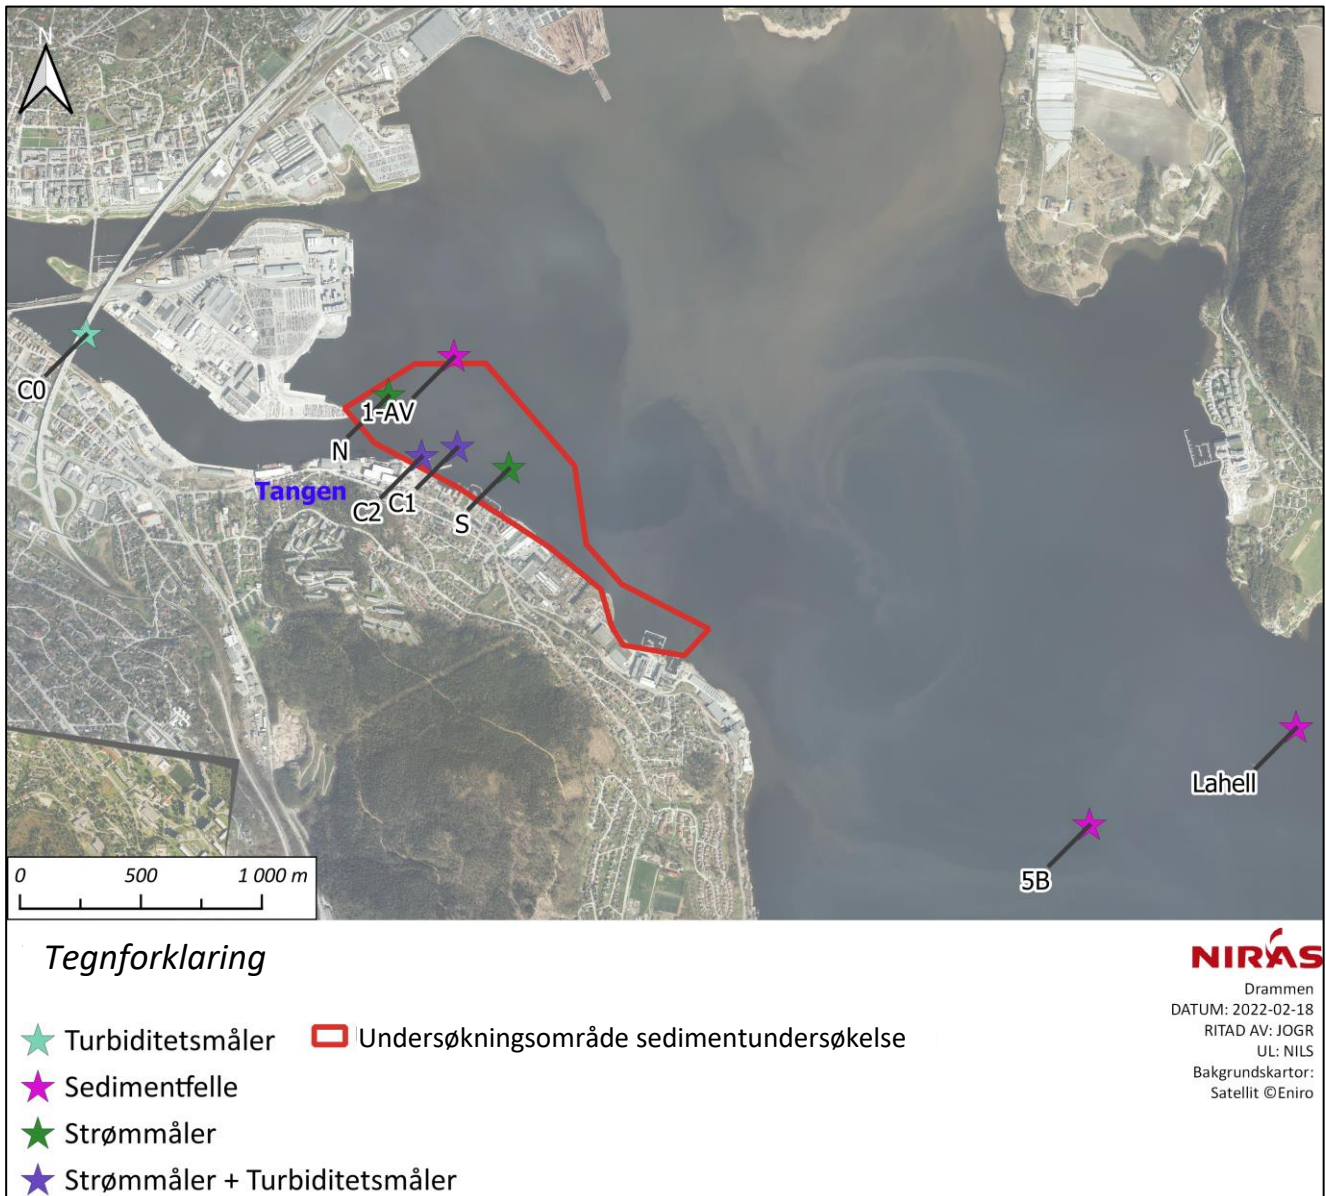 N
C0
1-AV
N
Tangen
C2
C1
S
Lahell
5B
0 500 1 000 m
Tegnforklaring
Turbiditetsmåler
Undersøkningsområde sedimentundersøkelse
Sedimentfelle
Strømmåler
Strømmåler + Turbiditetsmåler
NIRAS
Drammen
DATUM: 2022-02-18
RITAD AV: JOGR
UL: NILS
Bakgrundskartor:
Satellit ©Eniro